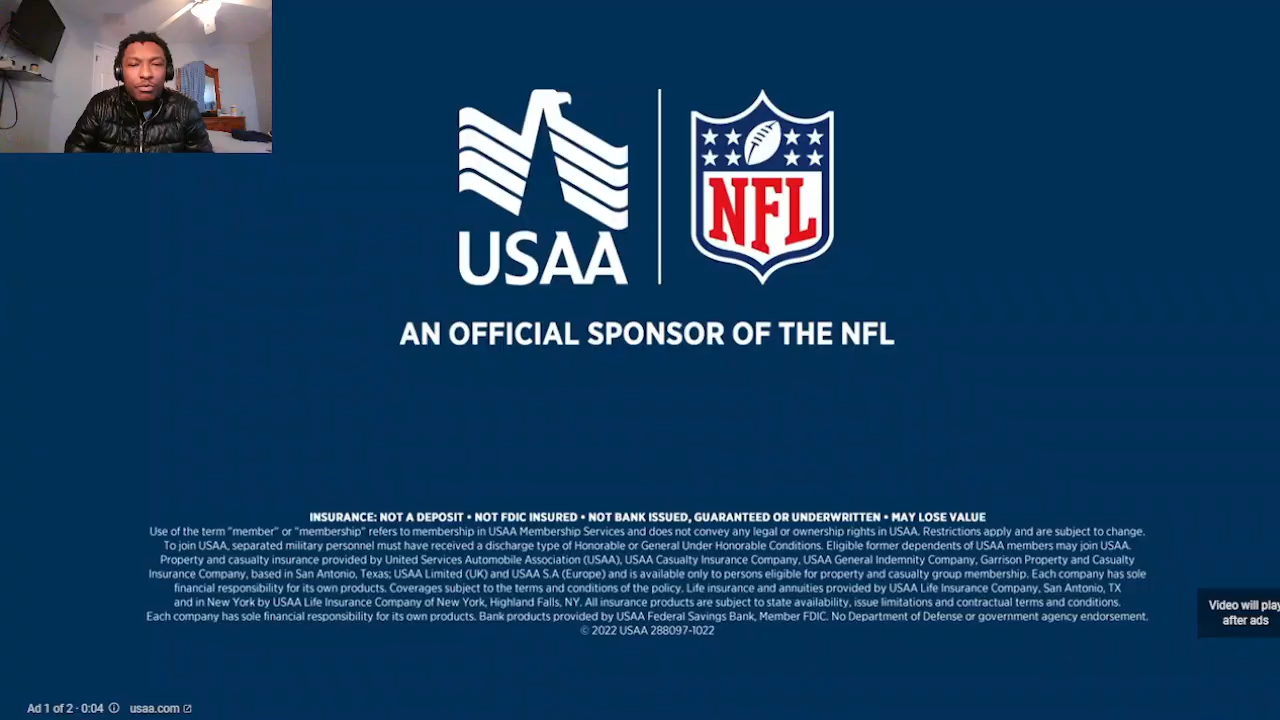 USAA
NFL
AN OFFICIAL SPONSOR OF THE NFL
INSURANCE: NOT A DEPOSIT • NOT FDIC INSURED • NOT BANK ISSUED, GUARANTEED OR UNDERWRITTEN • MAY LOSE VALUE
Use of the term "member" or "membership" refers to membership in USAA Membership Services and does not convey any legal or ownership rights in USAA. Restrictions apply and are subject to change.
To join USAA, separated military personnel must have received a discharge type of Honorable or General Under Honorable Conditions. Eligible former dependents of USAA members may join USAA.
Property and casualty insurance provided by United Services Automobile Association (USAA), USAA Casualty Insurance Company, USAA General Indemnity Company, Garrison Property and Casualty
Insurance Company, based in San Antonio, Texas; USAA Limited (UK) and USAA S.A (Europe) and is available only to persons eligible for property and casualty group membership. Each company has sole
financial responsibility for its own products. Coverages subject to the terms and conditions of the policy. Life insurance and annuities provided by USAA Life Insurance Company, San Antonio, TX
and in New York by USAA Life Insurance Company of New York, Highland Falls, NY. All insurance products are subject to state availability, issue limitations and contractual terms and conditions.
Each company has sole financial responsibility for its own products. Bank products provided by USAA Federal Savings Bank, Member FDIC. No Department of Defense or government agency endorsement.
© 2022 USAA 288097-1022
Video will play
after ads
Ad 1 of 2 · 0:04 usaa.com